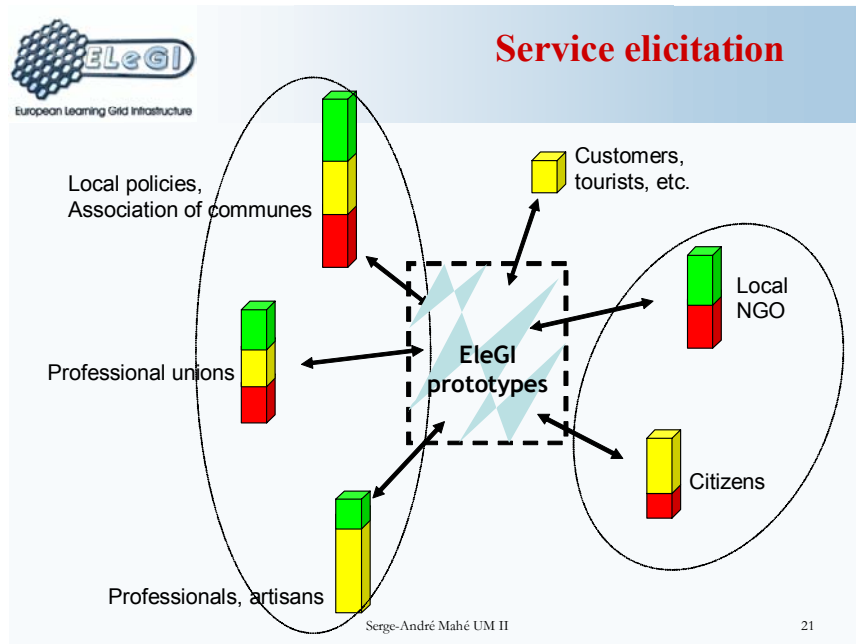 ELeGI
European Learning Grid Infrastructure
Service elicitation
Local policies,
Association of communes
Customers,
tourists, etc.
Local
NGO
EleGI
prototypes
Professional unions
Citizens
Professionals, artisans
Serge-André Mahé UM II
21